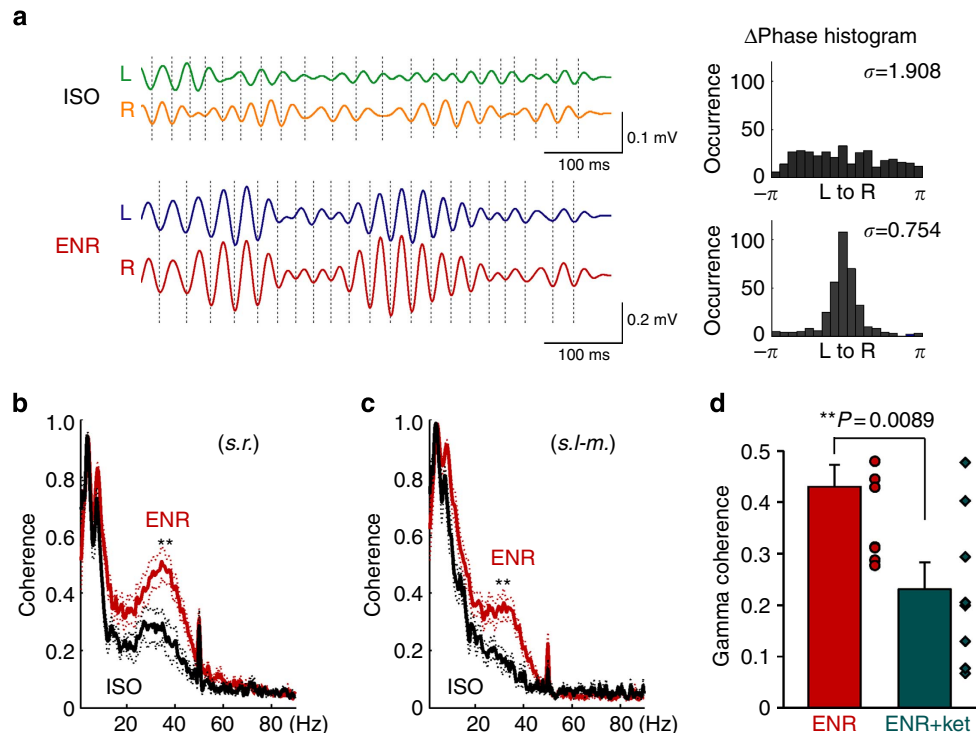 a
ΔPhase histogram
ISO
L
R
0.1 mV
100 ms
ENR
L
R
0.2 mV
100 ms
Occurrence
100
50
0
σ=1.908
−π
L to R
π
Occurrence
100
50
0
σ=0.754
−π
L to R
π
b
Coherence
1.0
0.8
0.6
0.4
0.2
0
(s.r.)
ENR
**
ISO
20
40
60
80 (Hz)
c
Coherence
1.0
0.8
0.6
0.4
0.2
0
(s.l-m.)
ENR
**
ISO
20
40
60
80 (Hz)
d
**P=0.0089
Gamma coherence
0.5
0.4
0.3
0.2
0.1
0
ENR
ENR+ket